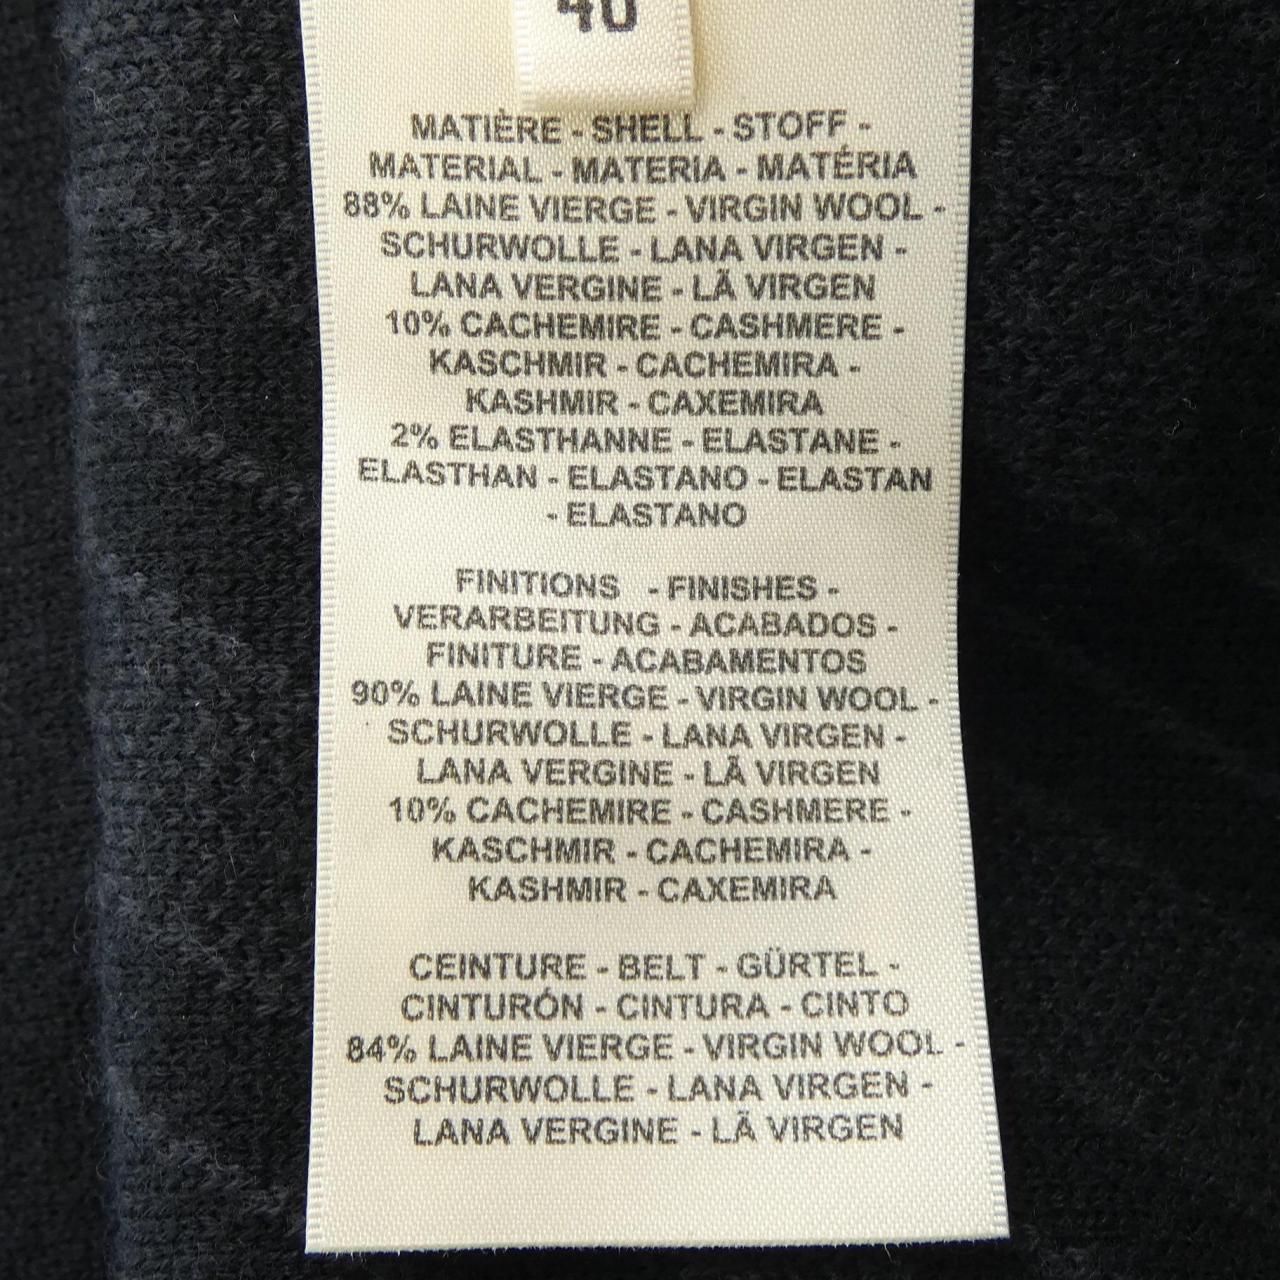 40
MATIÈRE - SHELL - STOFF -
MATERIAL - MATERIA - MATÉRIA
88% LAINE VIERGE - VIRGIN WOOL -
SCHURWOLLE - LANA VIRGEN -
LANA VERGINE - LÃ VIRGEN
10% CACHEMIRE - CASHMERE -
KASCHMIR - CACHEMIRA -
KASHMIR - CAXEMIRA
2% ELASTHANNE - ELASTANE -
ELASTHAN - ELASTANO - ELASTAN
- ELASTANO
FINITIONS - FINISHES -
VERARBEITUNG - ACABADOS -
FINITURE - ACABAMENTOS
90% LAINE VIERGE - VIRGIN WOOL -
SCHURWOLLE - LANA VIRGEN -
LANA VERGINE - LÃ VIRGEN
10% CACHEMIRE - CASHMERE -
KASCHMIR - CACHEMIRA -
KASHMIR - CAXEMIRA
CEINTURE - BELT - GÜRTEL -
CINTURÓN - CINTURA - CINTO
84% LAINE VIERGE - VIRGIN WOOL -
SCHURWOLLE - LANA VIRGEN -
LANA VERGINE - LÃ VIRGEN